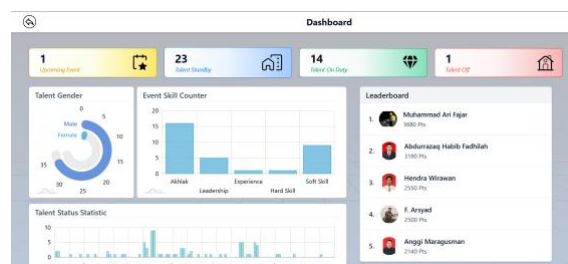 Dashboard
1
Upcoming Event
23
Talent Standby
14
Talent On Duty
1
Talent Off
Talent Gender
0
5
10
15
20
25
30
35
Male
Female
Event Skill Counter
20
15
10
5
0
Akhlak
Leadership
Experience
Hard Skill
Soft Skill
Leaderboard
1.
Muhammad Ari Fajar
3680 Pts
2.
Abdurrazaq Habib Fadhilah
3190 Pts
3.
Hendra Wirawan
2550 Pts
4.
F. Arsyad
2500 Pts
5.
Anggi Maragusman
2140 Pts
Talent Status Statistic
10
5
0